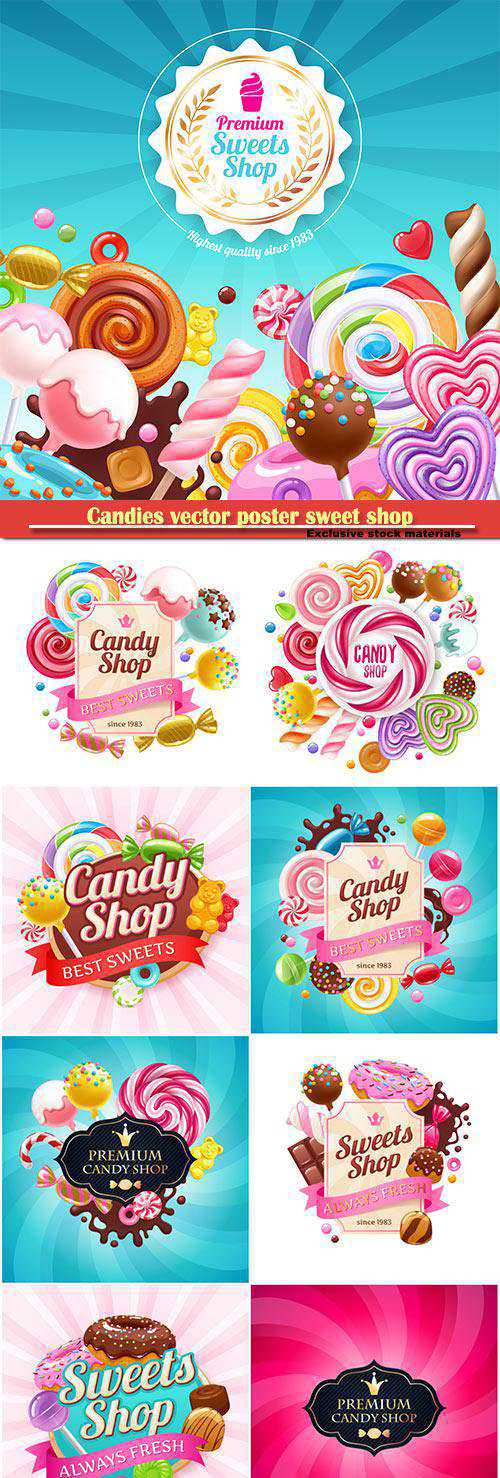 Premium
Sweets
Shop
Highest quality since 1983
Candies vector poster sweet shop
Exclusive stock materials
Candy
Shop
BEST SWEETS
since 1983
CANDY
SHOP
Candy
Shop
BEST SWEETS
Candy
Shop
BEST SWEETS
since 1983
PREMIUM
CANDY SHOP
Sweets
Shop
ALWAYS FRESH
since 1983
Sweets
Shop
ALWAYS FRESH
PREMIUM
CANDY SHOP